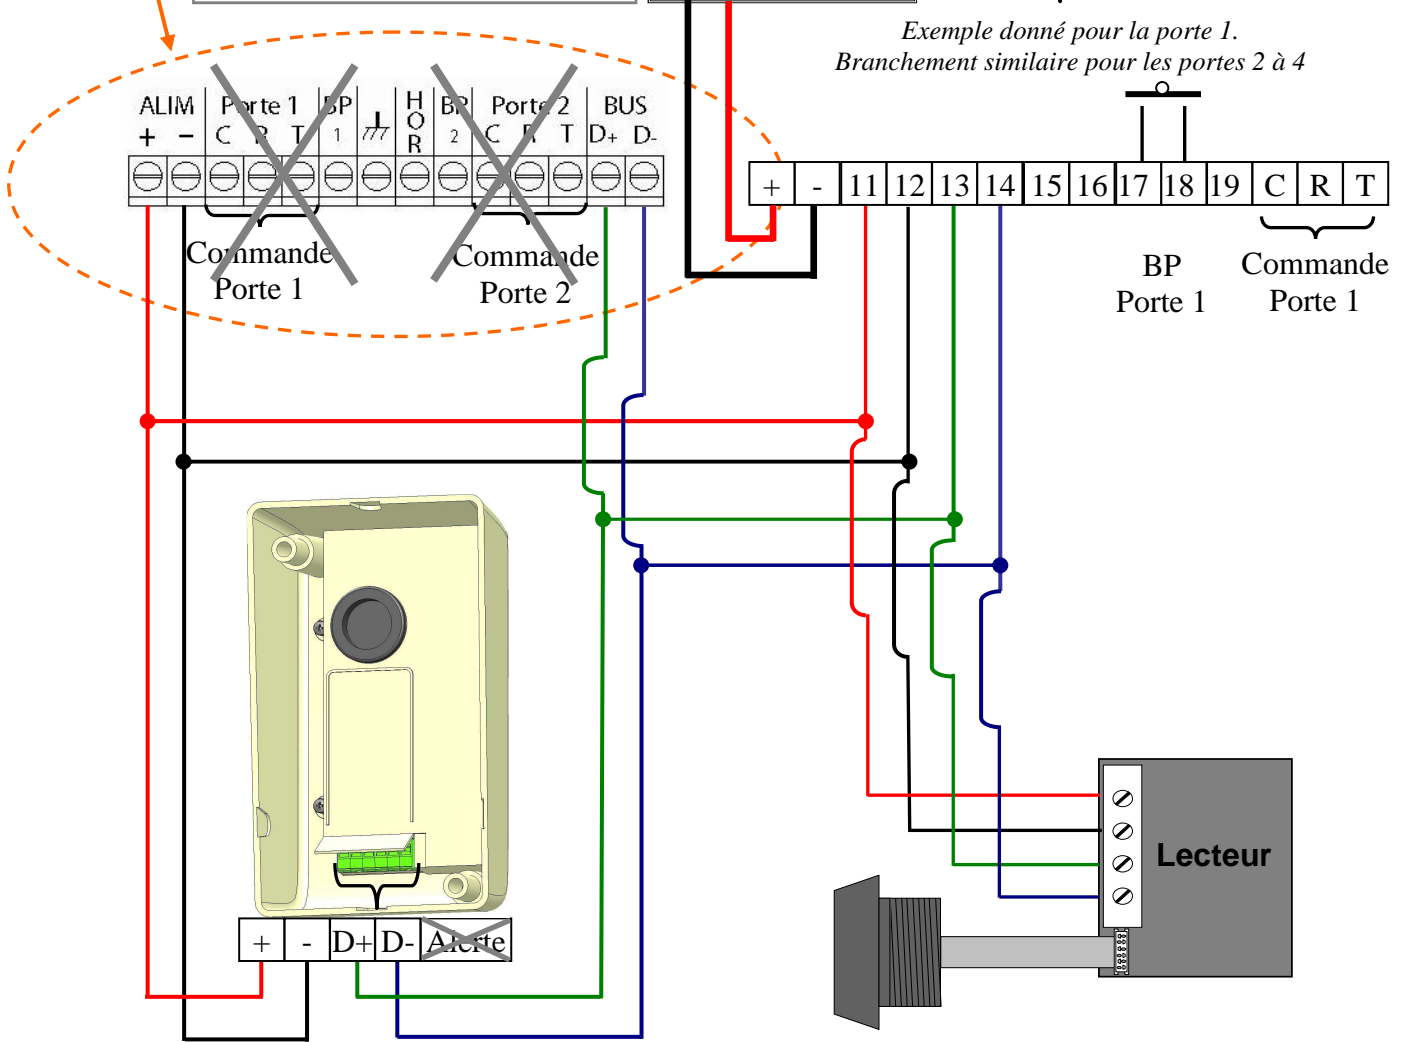 Exemple donné pour la porte 1.
Branchement similaire pour les portes 2 à 4
ALIM Porte 1 BP HOR BP Porte 2 BUS
+ - C R T 1 2 C R T D+ D-
+ - 11 12 13 14 15 16 17 18 19 C R T
Commande
Porte 1
Commande
Porte 2
BP
Porte 1
Commande
Porte 1
Lecteur
+ - D+ D- Alerte